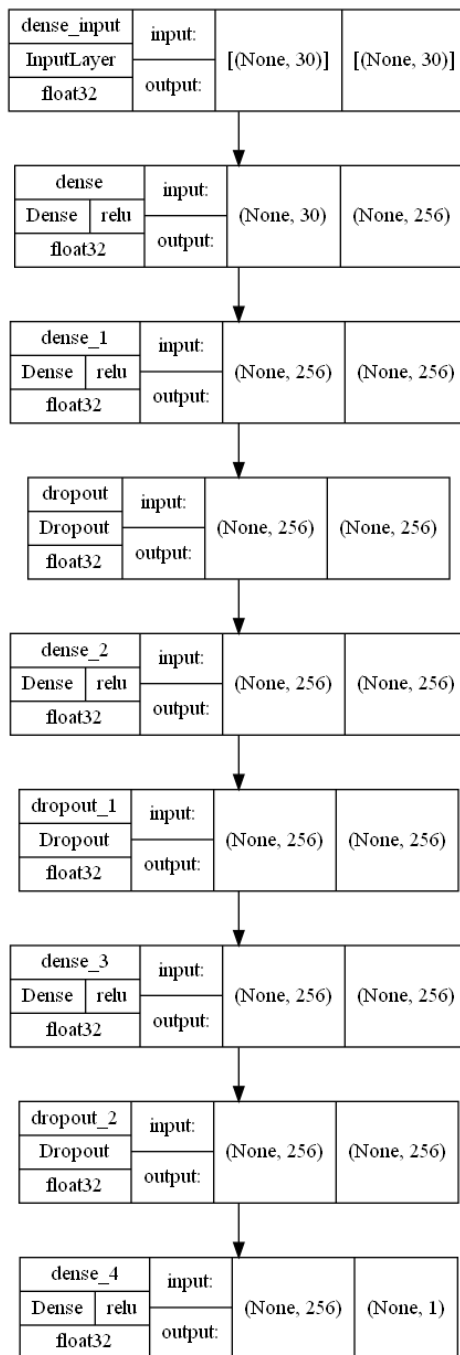 dense_input
InputLayer
float32
input:
output:
[(None, 30)]
[(None, 30)]
dense
Dense
relu
float32
input:
output:
(None, 30)
(None, 256)
dense_1
Dense
relu
float32
input:
output:
(None, 256)
(None, 256)
dropout
Dropout
float32
input:
output:
(None, 256)
(None, 256)
dense_2
Dense
relu
float32
input:
output:
(None, 256)
(None, 256)
dropout_1
Dropout
float32
input:
output:
(None, 256)
(None, 256)
dense_3
Dense
relu
float32
input:
output:
(None, 256)
(None, 256)
dropout_2
Dropout
float32
input:
output:
(None, 256)
(None, 256)
dense_4
Dense
relu
float32
input:
output:
(None, 256)
(None, 1)